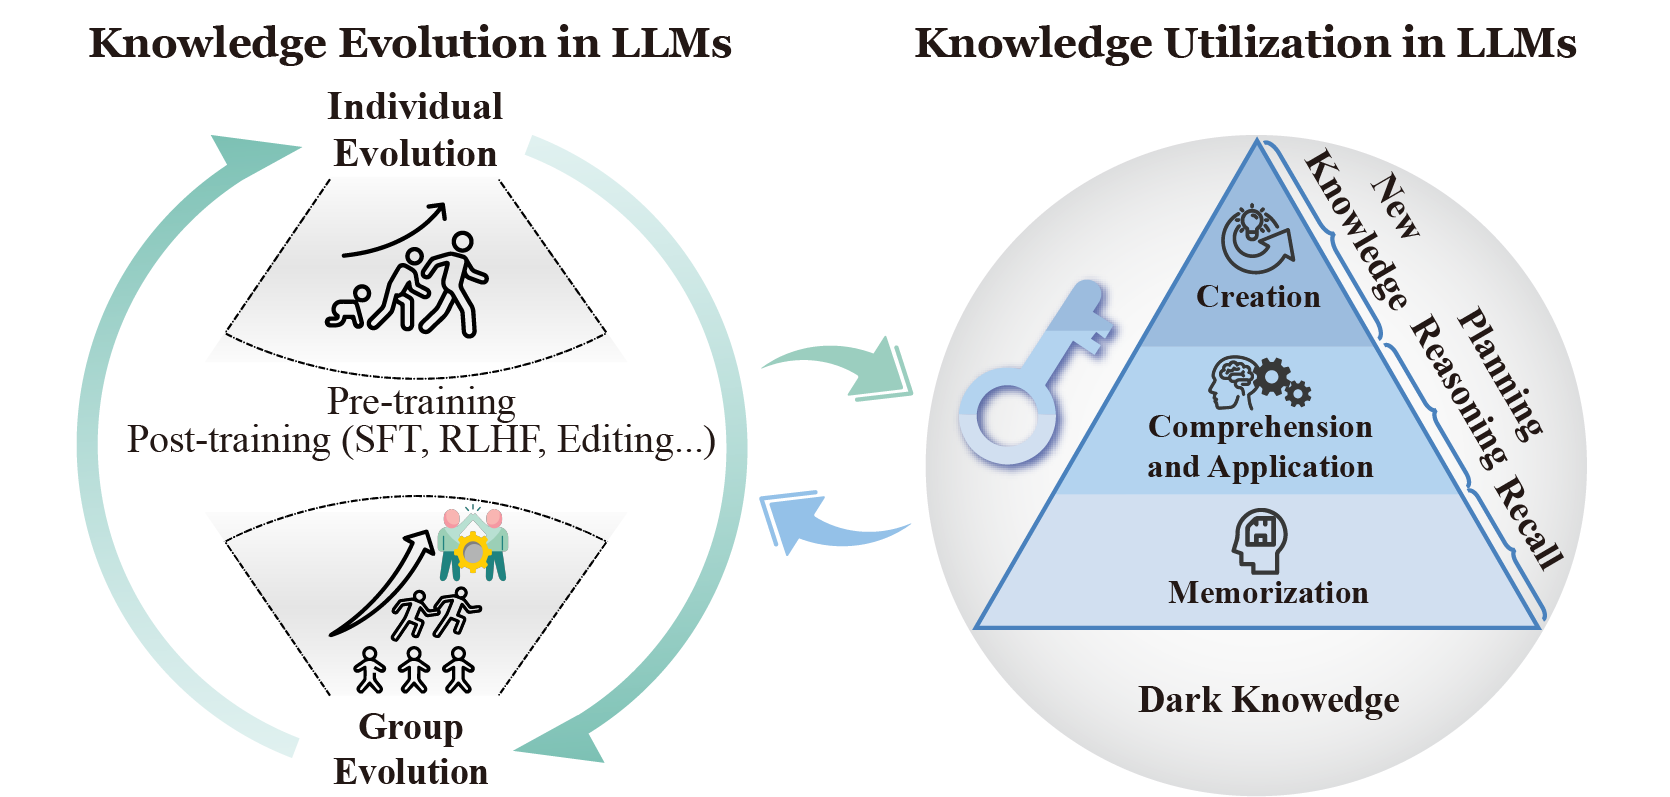 Knowledge Evolution in LLMs
Individual
Evolution
Pre-training
Post-training (SFT, RLHF, Editing...)
Group
Evolution
Knowledge Utilization in LLMs
New
Knowledge
Creation
Planning
Reasoning
Comprehension
and Application
Recall
Memorization
Dark Knowedge